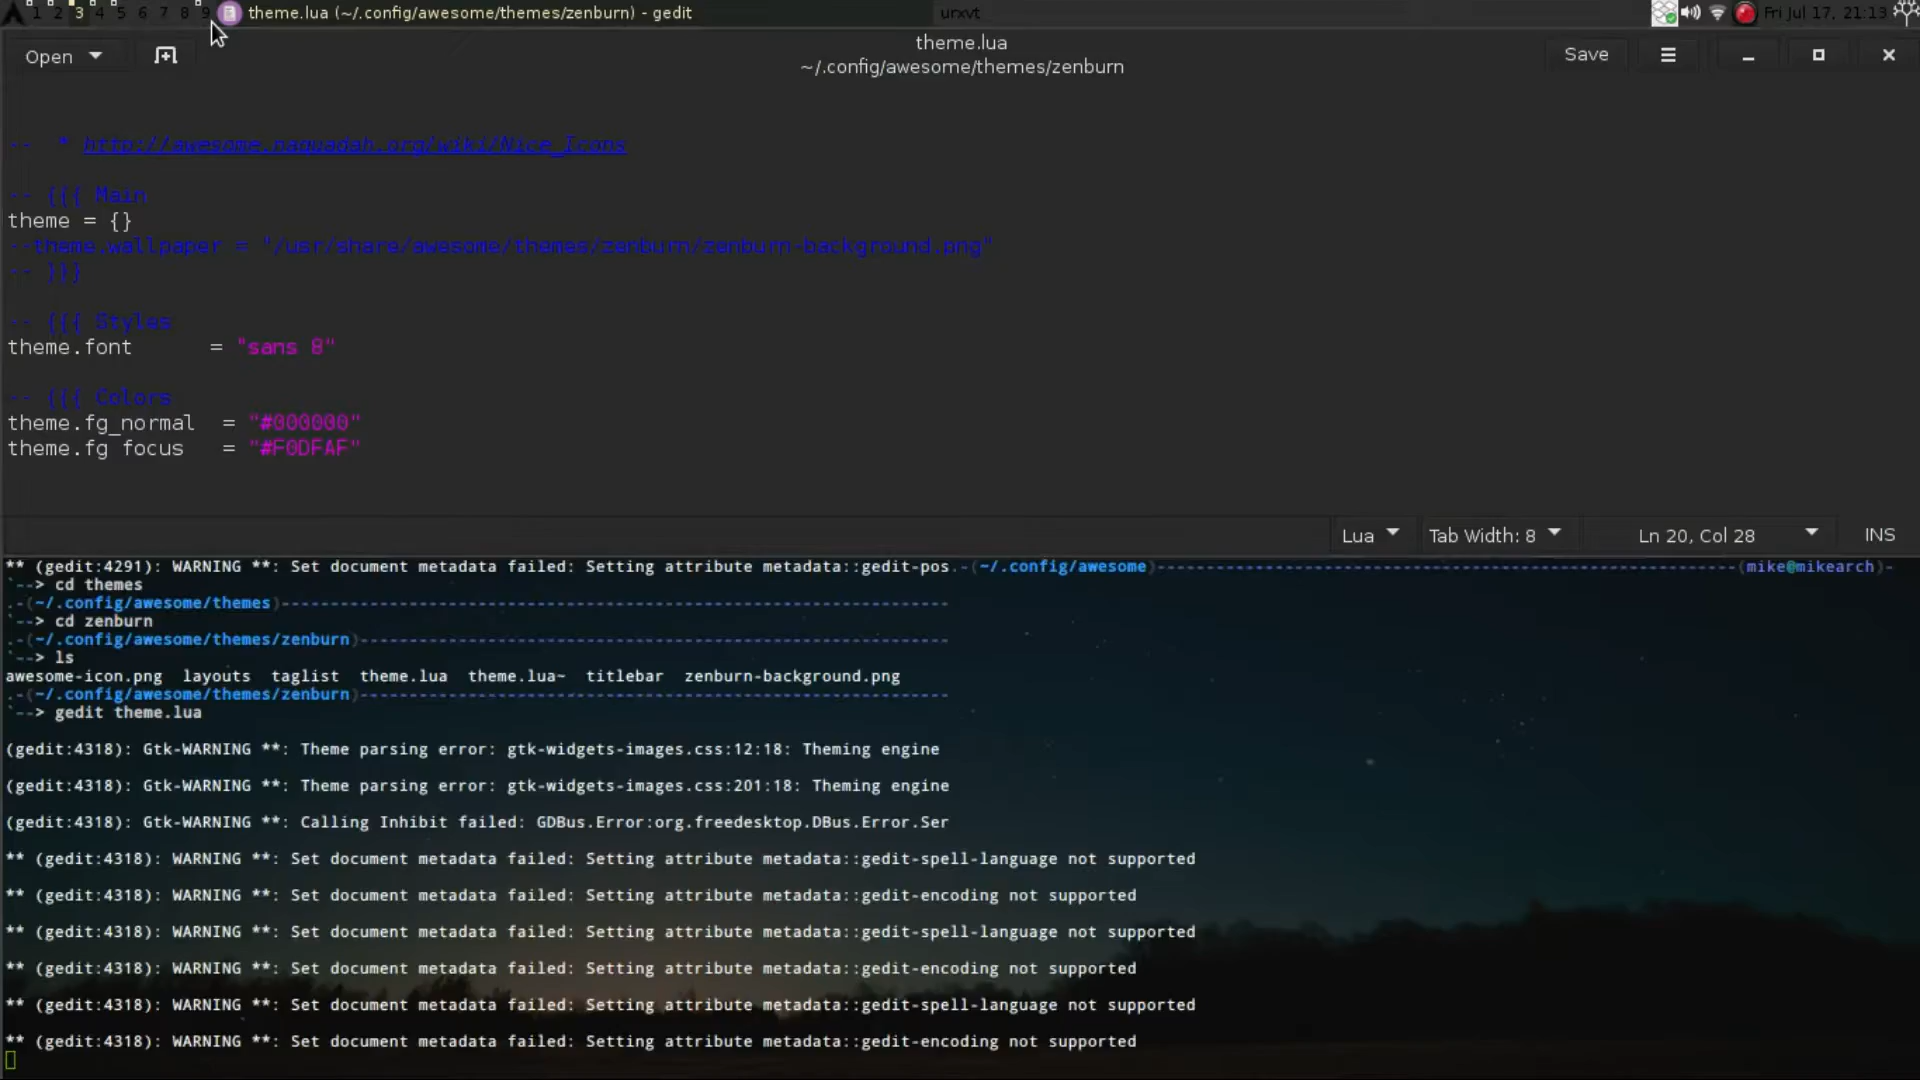 1 2 3 4 5 6 7 8 9 theme.lua (~/.config/awesome/themes/zenburn) - gedit urxvt Fri Jul 17, 21:13
Open theme.lua Save
~/.config/awesome/themes/zenburn
-- * http://awesome.naquadah.org/wiki/Nice_Icons
-- {{{ Main
theme = {}
--theme.wallpaper = "/usr/share/awesome/themes/zenburn/zenburn-background.png"
-- }}}
-- {{{ Styles
theme.font = "sans 8"
-- {{{ Colors
theme.fg_normal = "#000000"
theme.fg_focus = "#F0DFAF"
Lua Tab Width: 8 Ln 20, Col 28 INS
** (gedit:4291): WARNING **: Set document metadata failed: Setting attribute metadata::gedit-pos.-(~/.config/awesome)------(mike@mikearch)-
`--> cd themes
.-(~/.config/awesome/themes)------
`--> cd zenburn
.-(~/.config/awesome/themes/zenburn)------
`--> ls
awesome-icon.png layouts taglist theme.lua theme.lua~ titlebar zenburn-background.png
.-(~/.config/awesome/themes/zenburn)------
`--> gedit theme.lua
(gedit:4318): Gtk-WARNING **: Theme parsing error: gtk-widgets-images.css:12:18: Theming engine
(gedit:4318): Gtk-WARNING **: Theme parsing error: gtk-widgets-images.css:201:18: Theming engine
(gedit:4318): Gtk-WARNING **: Calling Inhibit failed: GDBus.Error:org.freedesktop.DBus.Error.Ser
** (gedit:4318): WARNING **: Set document metadata failed: Setting attribute metadata::gedit-spell-language not supported
** (gedit:4318): WARNING **: Set document metadata failed: Setting attribute metadata::gedit-encoding not supported
** (gedit:4318): WARNING **: Set document metadata failed: Setting attribute metadata::gedit-spell-language not supported
** (gedit:4318): WARNING **: Set document metadata failed: Setting attribute metadata::gedit-encoding not supported
** (gedit:4318): WARNING **: Set document metadata failed: Setting attribute metadata::gedit-spell-language not supported
** (gedit:4318): WARNING **: Set document metadata failed: Setting attribute metadata::gedit-encoding not supported